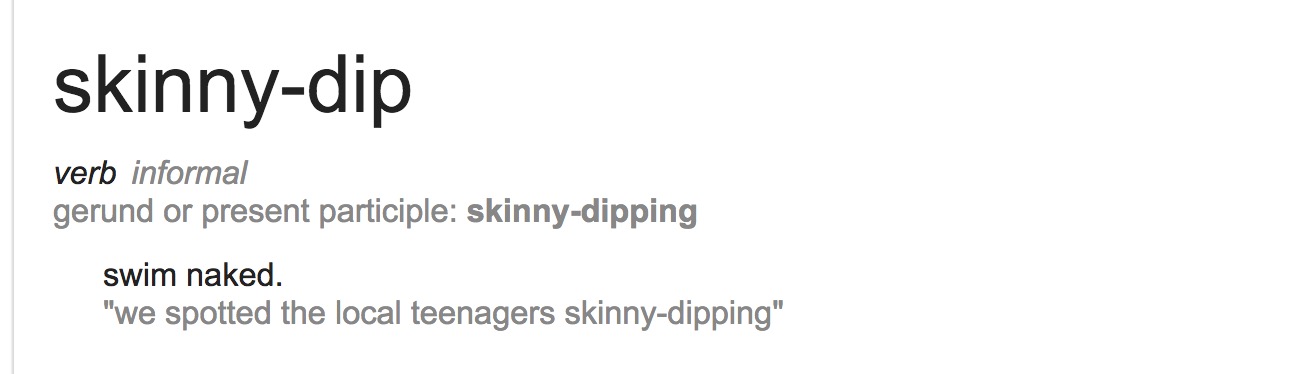 skinny-dip
verb informal
gerund or present participle: skinny-dipping
swim naked.
"we spotted the local teenagers skinny-dipping"